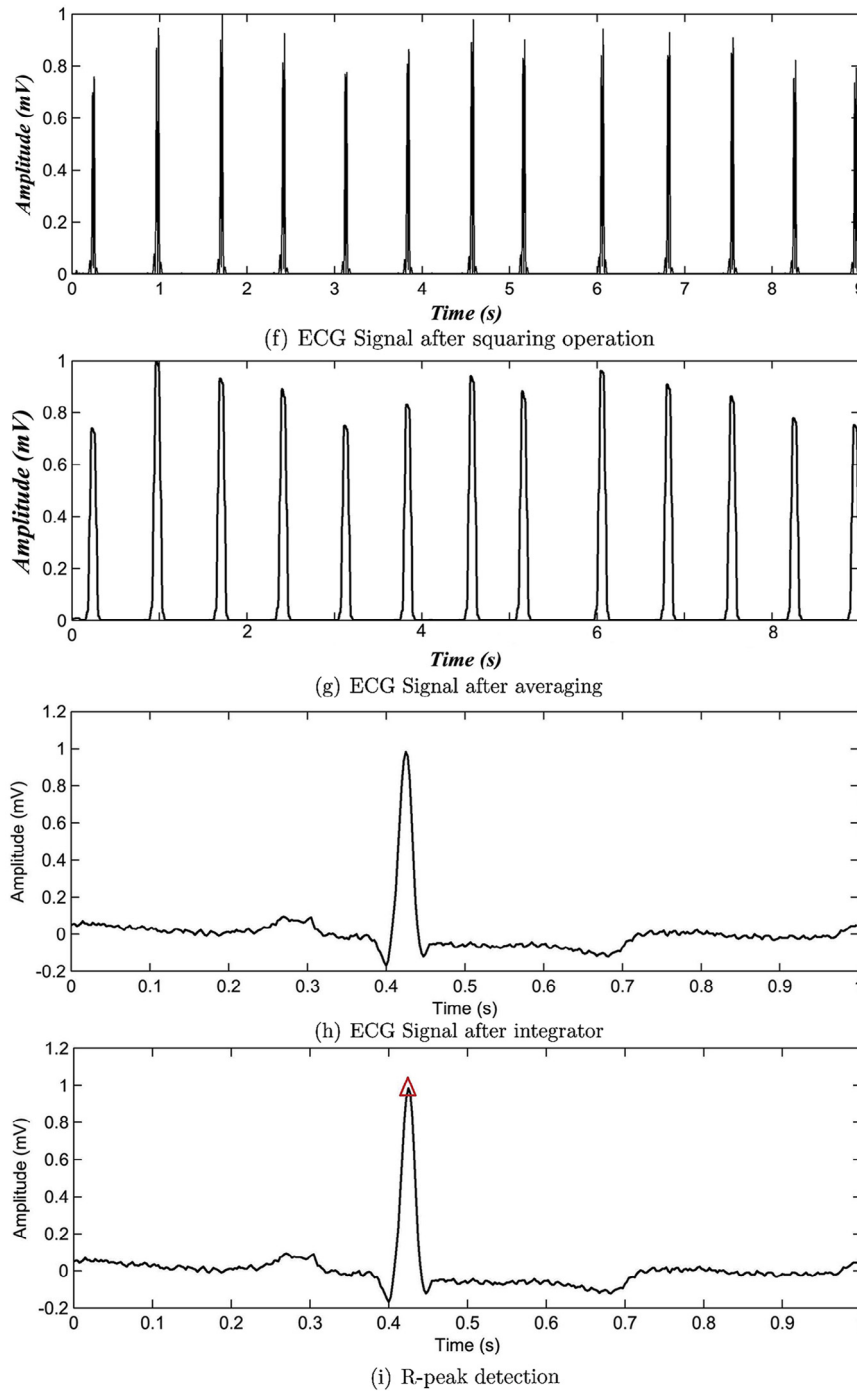 1
0.8
0.6
0.4
0.2
0
Amplitude (mV)
0 1 2 3 4 5 6 7 8 9
Time (s)
(f) ECG Signal after squaring operation
1
0.8
0.6
0.4
0.2
0
Amplitude (mV)
0 2 4 6 8
Time (s)
(g) ECG Signal after averaging
1.2
1
0.8
0.6
0.4
0.2
0
-0.2
Amplitude (mV)
0 0.1 0.2 0.3 0.4 0.5 0.6 0.7 0.8 0.9 1
Time (s)
(h) ECG Signal after integrator
1.2
1
0.8
0.6
0.4
0.2
0
-0.2
Amplitude (mV)
0 0.1 0.2 0.3 0.4 0.5 0.6 0.7 0.8 0.9
Time (s)
(i) R-peak detection